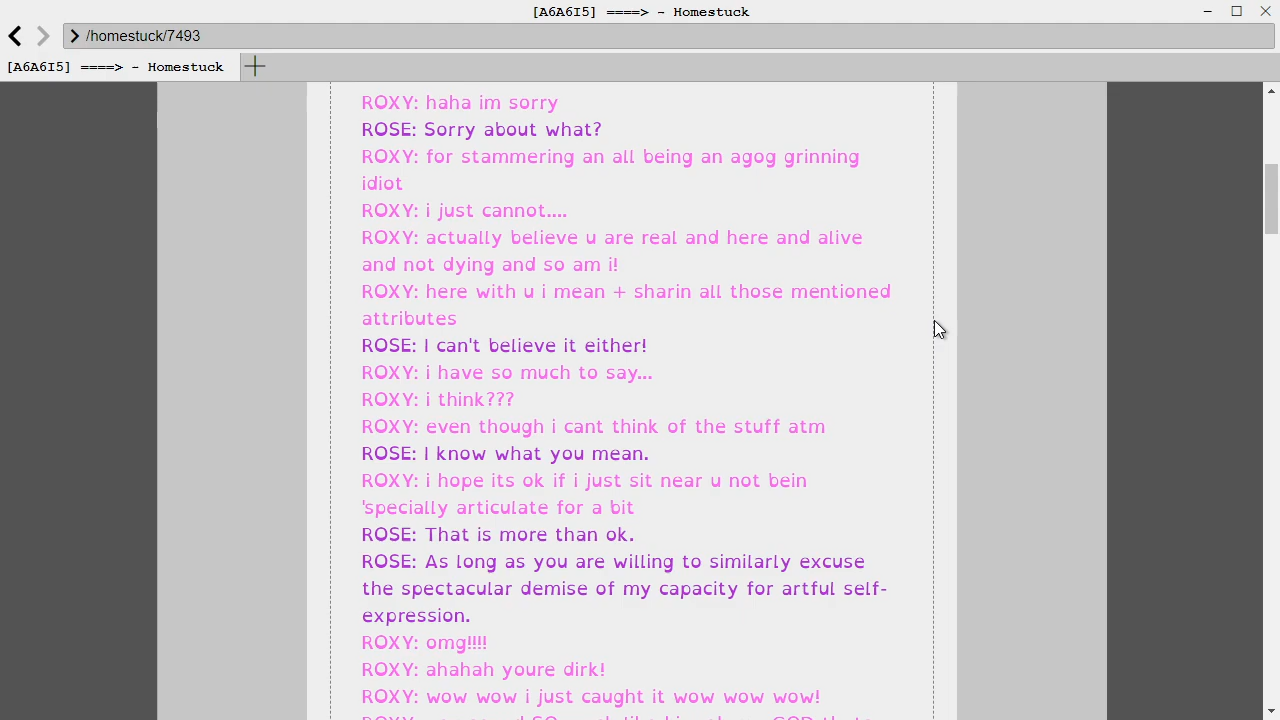 [A6A6I5] ====> - Homestuck
/homestuck/7493
[A6A6I5] ====> - Homestuck
ROXY: haha im sorry
ROSE: Sorry about what?
ROXY: for stammering an all being an agog grinning
idiot
ROXY: i just cannot....
ROXY: actually believe u are real and here and alive
and not dying and so am i!
ROXY: here with u i mean + sharin all those mentioned
attributes
ROSE: I can't believe it either!
ROXY: i have so much to say...
ROXY: i think???
ROXY: even though i cant think of the stuff atm
ROSE: I know what you mean.
ROXY: i hope its ok if i just sit near u not bein
'specially articulate for a bit
ROSE: That is more than ok.
ROSE: As long as you are willing to similarly excuse
the spectacular demise of my capacity for artful self-
expression.
ROXY: omg!!!!
ROXY: ahahah youre dirk!
ROXY: wow wow i just caught it wow wow wow!